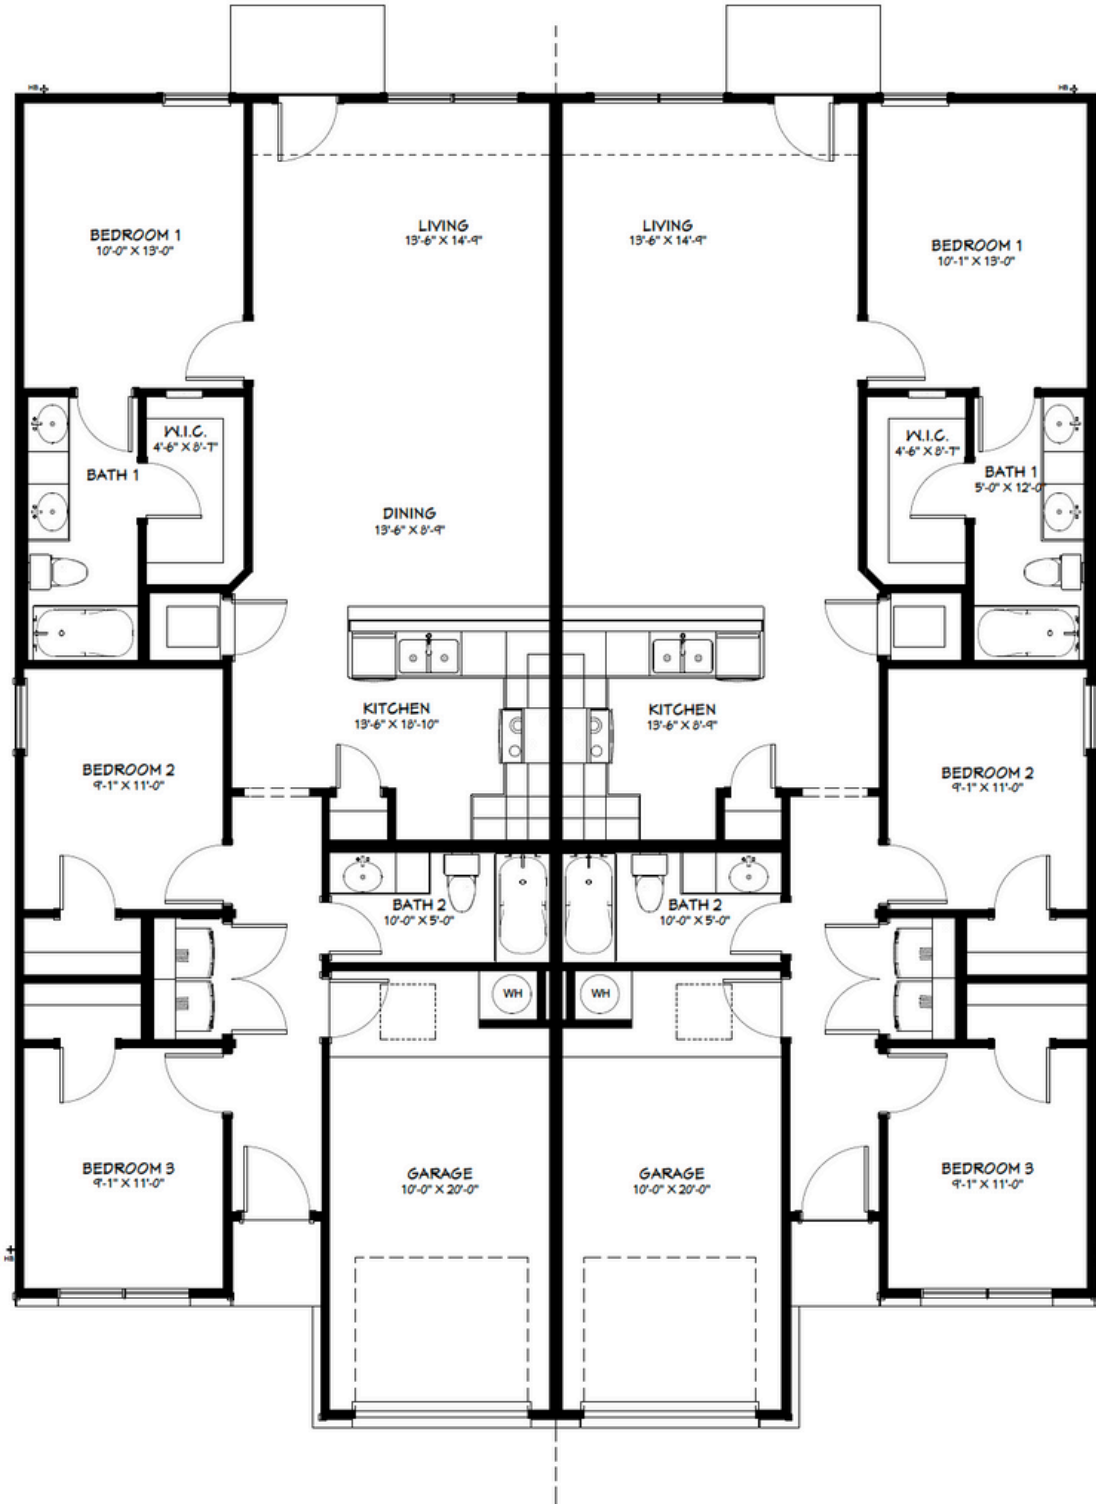 HB
HB
LIVING
13'-6" X 14'-9"
LIVING
13'-6" X 14'-9"
BEDROOM 1
10'-0" X 13'-0"
BEDROOM 1
10'-1" X 13'-0"
W.I.C.
4'-6" X 8'-7"
W.I.C.
4'-6" X 8'-7"
BATH 1
BATH 1
5'-0" X 12'-0"
DINING
13'-6" X 8'-9"
KITCHEN
13'-6" X 18'-10"
KITCHEN
13'-6" X 8'-9"
BEDROOM 2
9'-1" X 11'-0"
BEDROOM 2
9'-1" X 11'-0"
BATH 2
10'-0" X 5'-0"
BATH 2
10'-0" X 5'-0"
WH
WH
BEDROOM 3
9'-1" X 11'-0"
GARAGE
10'-0" X 20'-0"
GARAGE
10'-0" X 20'-0"
BEDROOM 3
9'-1" X 11'-0"
HB